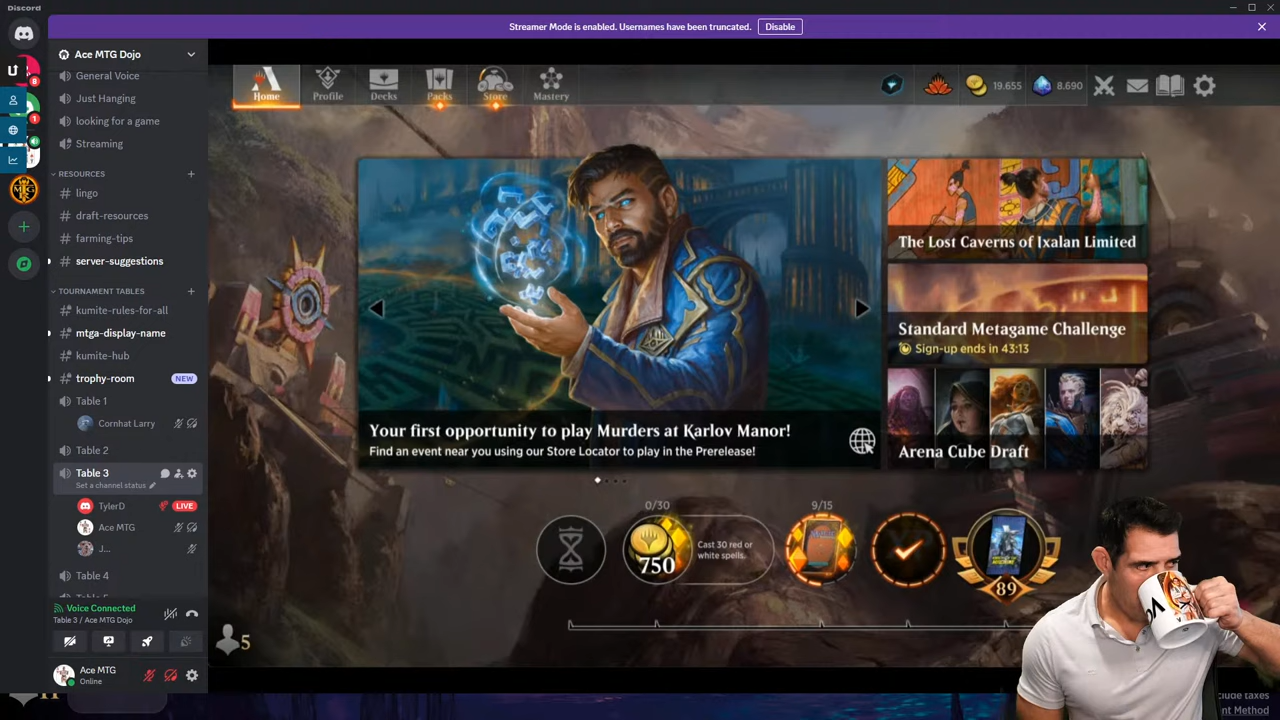 Discord
Streamer Mode is enabled. Usernames have been truncated.
Disable
Ace MTG Dojo
General Voice
Just Hanging
looking for a game
Streaming
RESOURCES
lingo
draft-resources
farming-tips
server-suggestions
TOURNAMENT TABLES
kumite-rules-for-all
mtga-display-name
kumite-hub
trophy-room
NEW
Table 1
Cornhat Larry
Table 2
Table 3
Set a channel status
TylerD
LIVE
Ace MTG
J...
Table 4
Voice Connected
Table 3 / Ace MTG Dojo
Ace MTG
Online
8
1
Home
Profile
Decks
Packs
Store
Mastery
19.655
8.690
Your first opportunity to play Murders at Karlov Manor!
Find an event near you using our Store Locator to play in the Prerelease!
The Lost Caverns of Ixalan Limited
Standard Metagame Challenge
Sign-up ends in 43:13
Arena Cube Draft
0/30
750
Cast 30 red or
white spells.
9/15
89
5